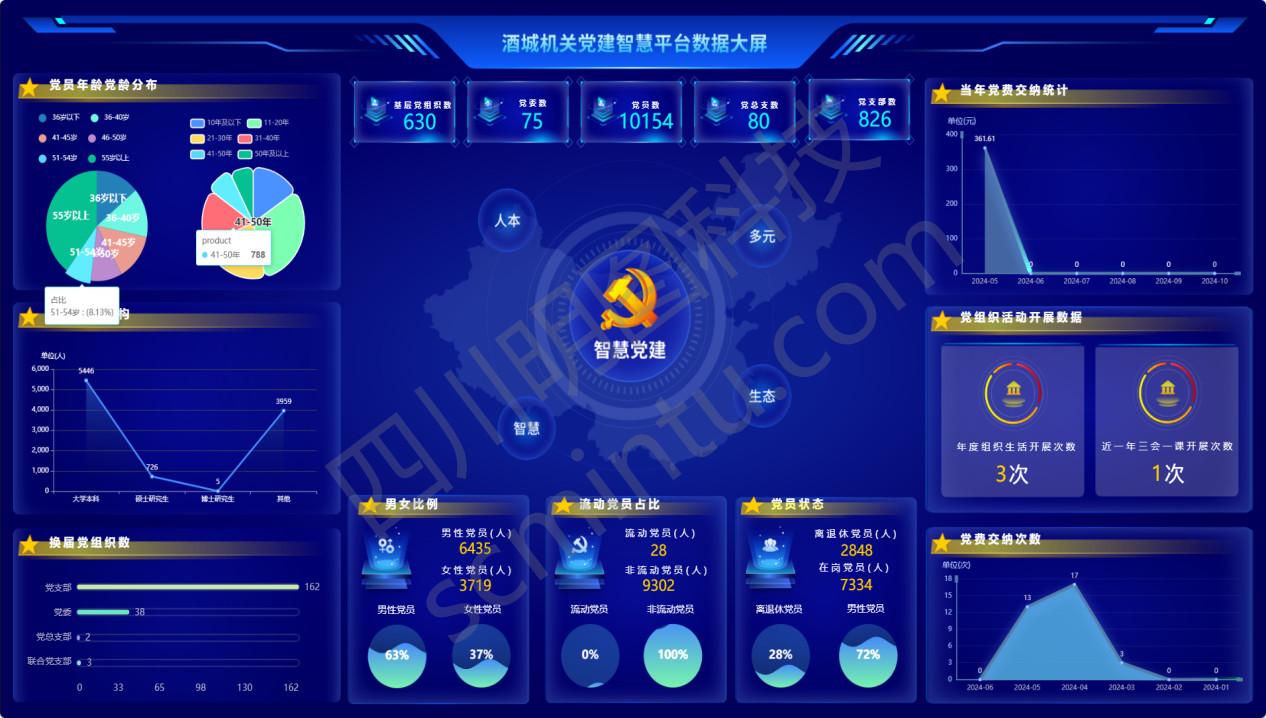 酒城机关党建智慧平台数据大屏
党员年龄党龄分布
36岁以下 36-40岁
41-45岁 46-50岁
51-54岁 55岁以上
10年及以下 11-20年
21-30年 31-40年
41-50年 50年及以上
36岁以下
55岁以上
36-40岁
41-45岁
51-54岁
41-50年
product
41-50年 788
占比
51-54岁 : (8.13%)
构
单位(人)
6,000
5,000
4,000
3,000
2,000
1,000
0
5446
726
5
3959
大学本科 硕士研究生 博士研究生 其他
换届党组织数
党支部 162
党委 38
党总支部 2
联合党支部 3
0 33 65 98 130 162
基层党组织数
630
党委数
75
党员数
10154
党总支数
80
党支部数
826
人本
多元
智慧党建
生态
智慧
男女比例
男性党员(人)
6435
女性党员(人)
3719
男性党员 女性党员
63% 37%
流动党员占比
流动党员(人)
28
非流动党员(人)
9302
流动党员 非流动党员
0% 100%
党员状态
离退休党员(人)
2848
在岗党员(人)
7334
离退休党员 男性党员
28% 72%
当年党费交纳统计
单位(元)
400
300
200
100
0
361.61
0 0 0 0 0
2024-05 2024-06 2024-07 2024-08 2024-09 2024-10
党组织活动开展数据
年度组织生活开展次数
3次
近一年三会一课开展次数
1次
党费交纳次数
单位(次)
18
15
12
9
6
3
0
0 13 17 3 0 0
2024-06 2024-05 2024-04 2024-03 2024-02 2024-01
四川明图科技
scmintu.com